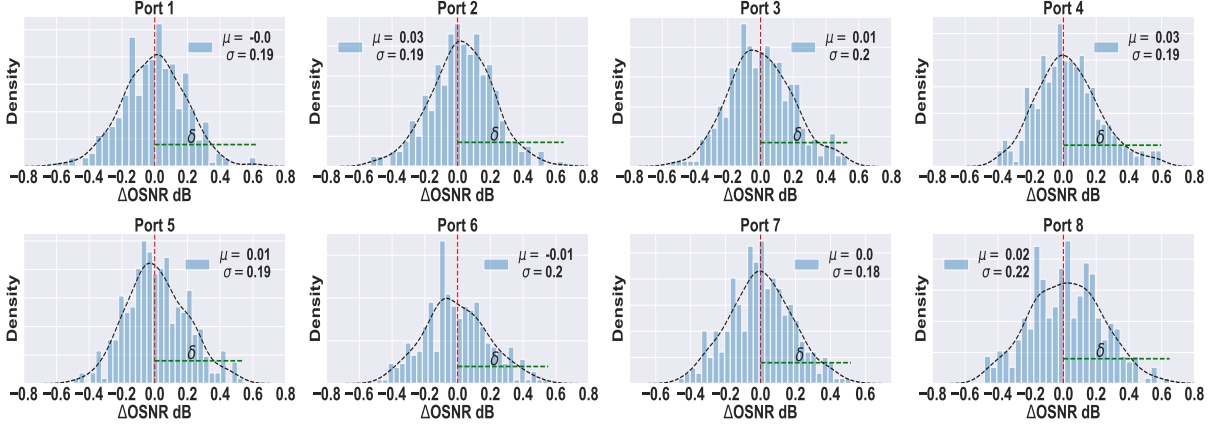 Port 1
Port 2
Port 3
Port 4
Density
μ = -0.0
σ = 0.19
δ
−0.8 −0.6 −0.4 −0.2 0.0 0.2 0.4 0.6 0.8
ΔOSNR dB
μ = 0.03
σ = 0.19
δ
−0.8 −0.6 −0.4 −0.2 0.0 0.2 0.4 0.6 0.8
ΔOSNR dB
Density
μ = 0.01
σ = 0.2
δ
−0.8 −0.6 −0.4 −0.2 0.0 0.2 0.4 0.6 0.8
ΔOSNR dB
Density
μ = 0.03
σ = 0.19
δ
−0.8 −0.6 −0.4 −0.2 0.0 0.2 0.4 0.6 0.8
ΔOSNR dB
Density
Port 5
Port 6
Port 7
Port 8
Density
μ = 0.01
σ = 0.19
δ
−0.8 −0.6 −0.4 −0.2 0.0 0.2 0.4 0.6 0.8
ΔOSNR dB
Density
μ = -0.01
σ = 0.2
δ
−0.8 −0.6 −0.4 −0.2 0.0 0.2 0.4 0.6 0.8
ΔOSNR dB
Density
μ = 0.0
σ = 0.18
δ
−0.6 −0.4 −0.2 0.0 0.2 0.4 0.6
ΔOSNR dB
Density
μ = 0.02
σ = 0.22
δ
−0.8 −0.6 −0.4 −0.2 0.0 0.2 0.4 0.6 0.8
ΔOSNR dB